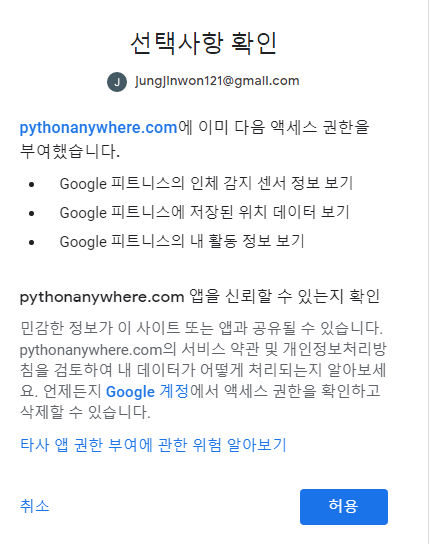 선택사항 확인
J jungjinwon121@gmail.com
pythonanywhere.com에 이미 다음 액세스 권한을
부여했습니다.
• Google 피트니스의 인체 감지 센서 정보 보기
• Google 피트니스에 저장된 위치 데이터 보기
• Google 피트니스의 내 활동 정보 보기
pythonanywhere.com 앱을 신뢰할 수 있는지 확인
민감한 정보가 이 사이트 또는 앱과 공유될 수 있습니다.
pythonanywhere.com의 서비스 약관 및 개인정보처리방
침을 검토하여 내 데이터가 어떻게 처리되는지 알아보세
요. 언제든지 Google 계정에서 액세스 권한을 확인하고
삭제할 수 있습니다.
타사 앱 권한 부여에 관한 위험 알아보기
취소 허용